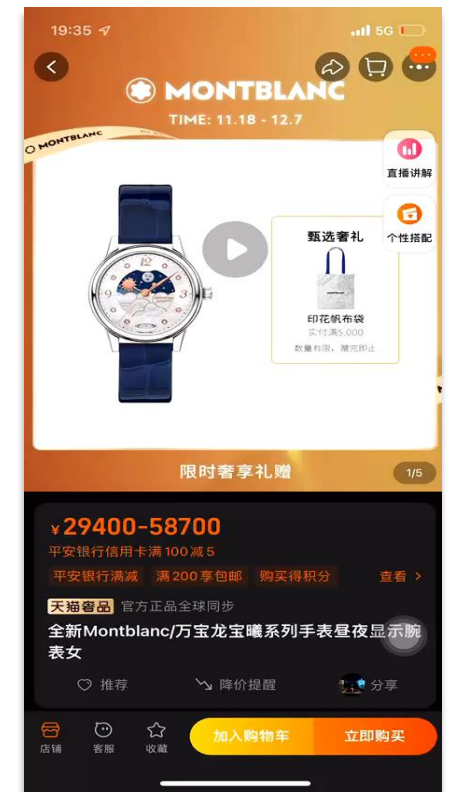 19:35
5G
MONTBLANC
TIME: 11.18 - 12.7
MONTBLANC
直播讲解
个性搭配
甄选奢礼
12
3
MONTBLANC
印花帆布袋
实付满5,000
数量有限，赠完即止
限时奢享礼赠
1/5
¥29400-58700
平安银行信用卡满100减5
平安银行满减 满200享包邮 购买得积分 查看 >
天猫奢品 官方正品全球同步
全新Montblanc/万宝龙宝曦系列手表昼夜显示腕
表女
推荐 降价提醒 分享
店铺 客服 收藏 加入购物车 立即购买